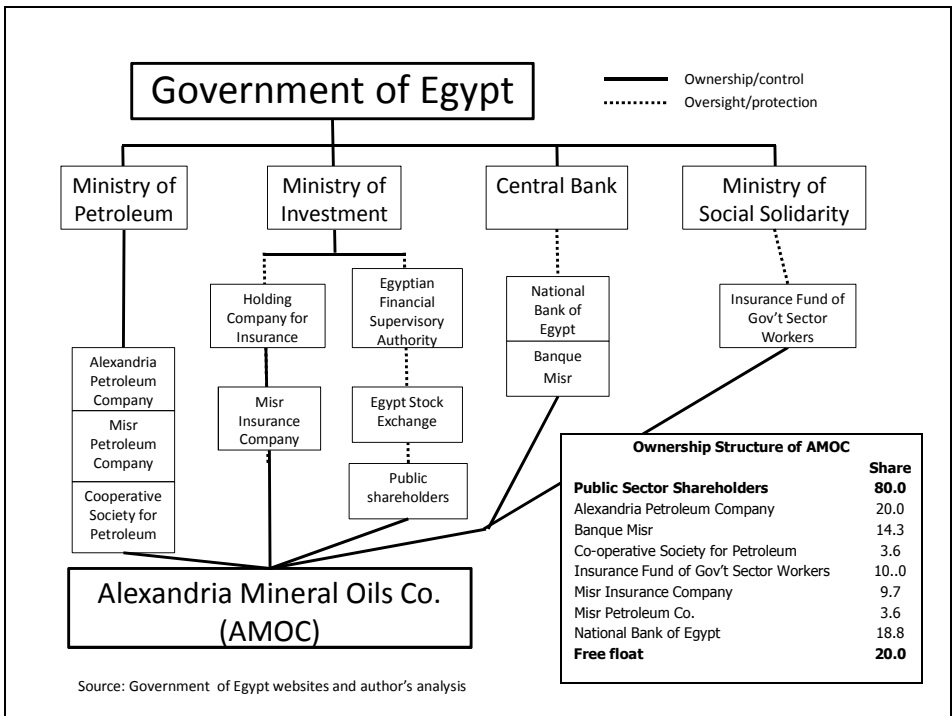 Government of Egypt
Ownership/control
Oversight/protection
Ministry of
Petroleum
Ministry of
Investment
Central Bank
Ministry of
Social Solidarity
Holding
Company for
Insurance
Egyptian
Financial
Supervisory
Authority
National
Bank of
Egypt
Banque
Misr
Insurance Fund of
Gov't Sector
Workers
Alexandria
Petroleum
Company
Misr
Petroleum
Company
Cooperative
Society for
Petroleum
Misr
Insurance
Company
Egypt Stock
Exchange
Public
shareholders
Alexandria Mineral Oils Co.
(AMOC)
Ownership Structure of AMOC
Share
Public Sector Shareholders 80.0
Alexandria Petroleum Company 20.0
Banque Misr 14.3
Co-operative Society for Petroleum 3.6
Insurance Fund of Gov't Sector Workers 10..0
Misr Insurance Company 9.7
Misr Petroleum Co. 3.6
National Bank of Egypt 18.8
Free float 20.0
Source: Government of Egypt websites and author's analysis